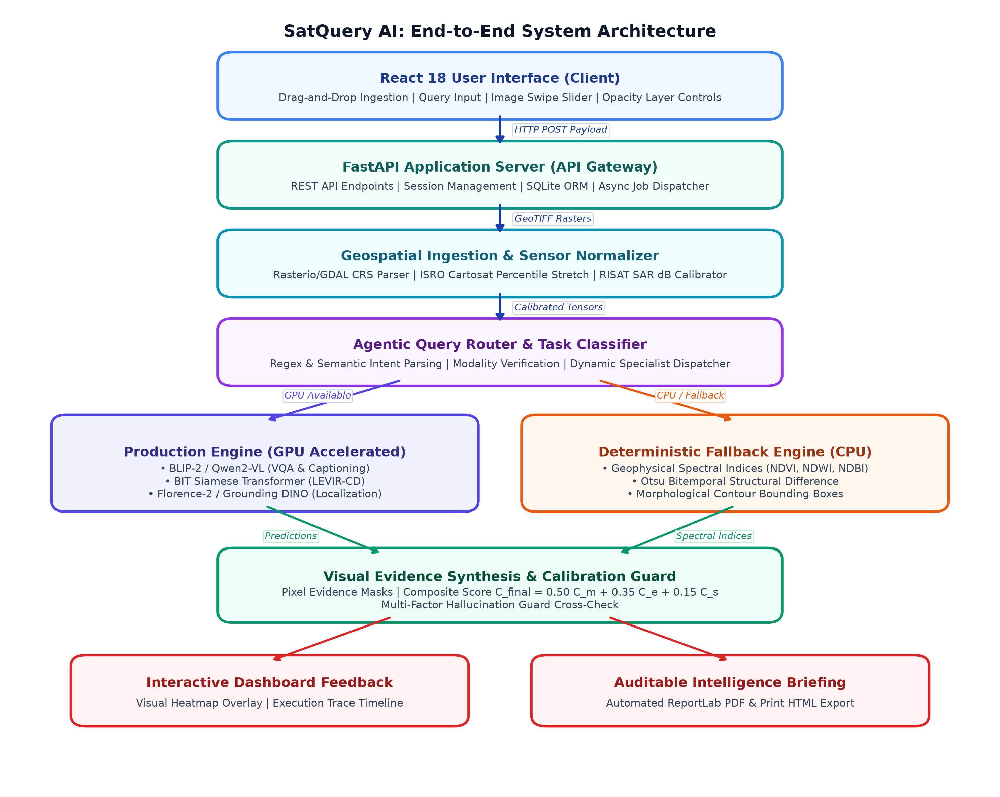 SatQuery AI: End-to-End System Architecture
React 18 User Interface (Client)
Drag-and-Drop Ingestion | Query Input | Image Swipe Slider | Opacity Layer Controls
HTTP POST Payload
FastAPI Application Server (API Gateway)
REST API Endpoints | Session Management | SQLite ORM | Async Job Dispatcher
GeoTIFF Rasters
Geospatial Ingestion & Sensor Normalizer
Rasterio/GDAL CRS Parser | ISRO Cartosat Percentile Stretch | RISAT SAR dB Calibrator
Calibrated Tensors
Agentic Query Router & Task Classifier
Regex & Semantic Intent Parsing | Modality Verification | Dynamic Specialist Dispatcher
GPU Available
CPU / Fallback
Production Engine (GPU Accelerated)
• BLIP-2 / Qwen2-VL (VQA & Captioning)
• BIT Siamese Transformer (LEVIR-CD)
• Florence-2 / Grounding DINO (Localization)
Deterministic Fallback Engine (CPU)
• Geophysical Spectral Indices (NDVI, NDWI, NDBI)
• Otsu Bitemporal Structural Difference
• Morphological Contour Bounding Boxes
Predictions
Spectral Indices
Visual Evidence Synthesis & Calibration Guard
Pixel Evidence Masks | Composite Score C_final = 0.50 C_m + 0.35 C_e + 0.15 C_s
Multi-Factor Hallucination Guard Cross-Check
Interactive Dashboard Feedback
Visual Heatmap Overlay | Execution Trace Timeline
Auditable Intelligence Briefing
Automated ReportLab PDF & Print HTML Export